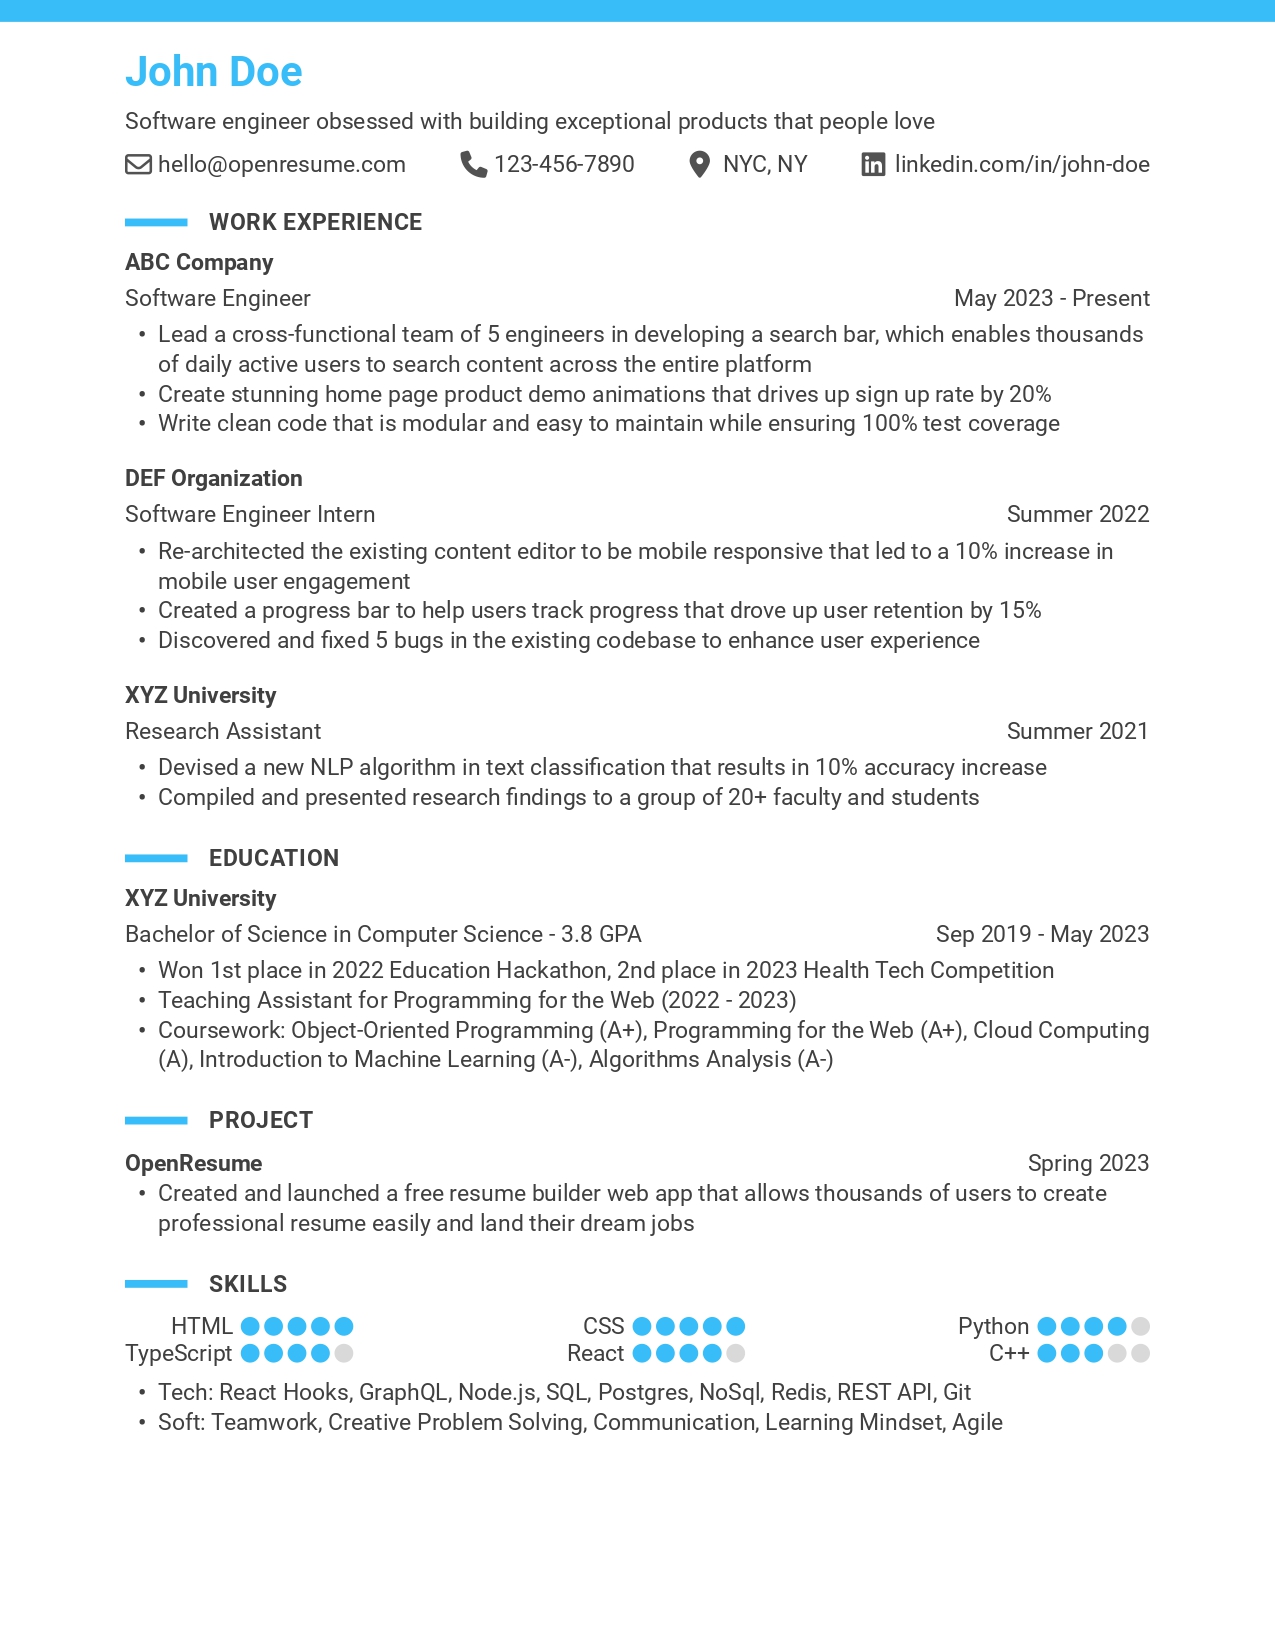 John Doe
Software engineer obsessed with building exceptional products that people love
hello@openresume.com 123-456-7890 NYC, NY linkedin.com/in/john-doe
WORK EXPERIENCE
ABC Company
Software Engineer May 2023 - Present
• Lead a cross-functional team of 5 engineers in developing a search bar, which enables thousands
of daily active users to search content across the entire platform
• Create stunning home page product demo animations that drives up sign up rate by 20%
• Write clean code that is modular and easy to maintain while ensuring 100% test coverage
DEF Organization
Software Engineer Intern Summer 2022
• Re-architected the existing content editor to be mobile responsive that led to a 10% increase in
mobile user engagement
• Created a progress bar to help users track progress that drove up user retention by 15%
• Discovered and fixed 5 bugs in the existing codebase to enhance user experience
XYZ University
Research Assistant Summer 2021
• Devised a new NLP algorithm in text classification that results in 10% accuracy increase
• Compiled and presented research findings to a group of 20+ faculty and students
EDUCATION
XYZ University
Bachelor of Science in Computer Science - 3.8 GPA Sep 2019 - May 2023
• Won 1st place in 2022 Education Hackathon, 2nd place in 2023 Health Tech Competition
• Teaching Assistant for Programming for the Web (2022 - 2023)
• Coursework: Object-Oriented Programming (A+), Programming for the Web (A+), Cloud Computing
(A), Introduction to Machine Learning (A-), Algorithms Analysis (A-)
PROJECT
OpenResume Spring 2023
• Created and launched a free resume builder web app that allows thousands of users to create
professional resume easily and land their dream jobs
SKILLS
HTML CSS Python
TypeScript React C++
• Tech: React Hooks, GraphQL, Node.js, SQL, Postgres, NoSql, Redis, REST API, Git
• Soft: Teamwork, Creative Problem Solving, Communication, Learning Mindset, Agile